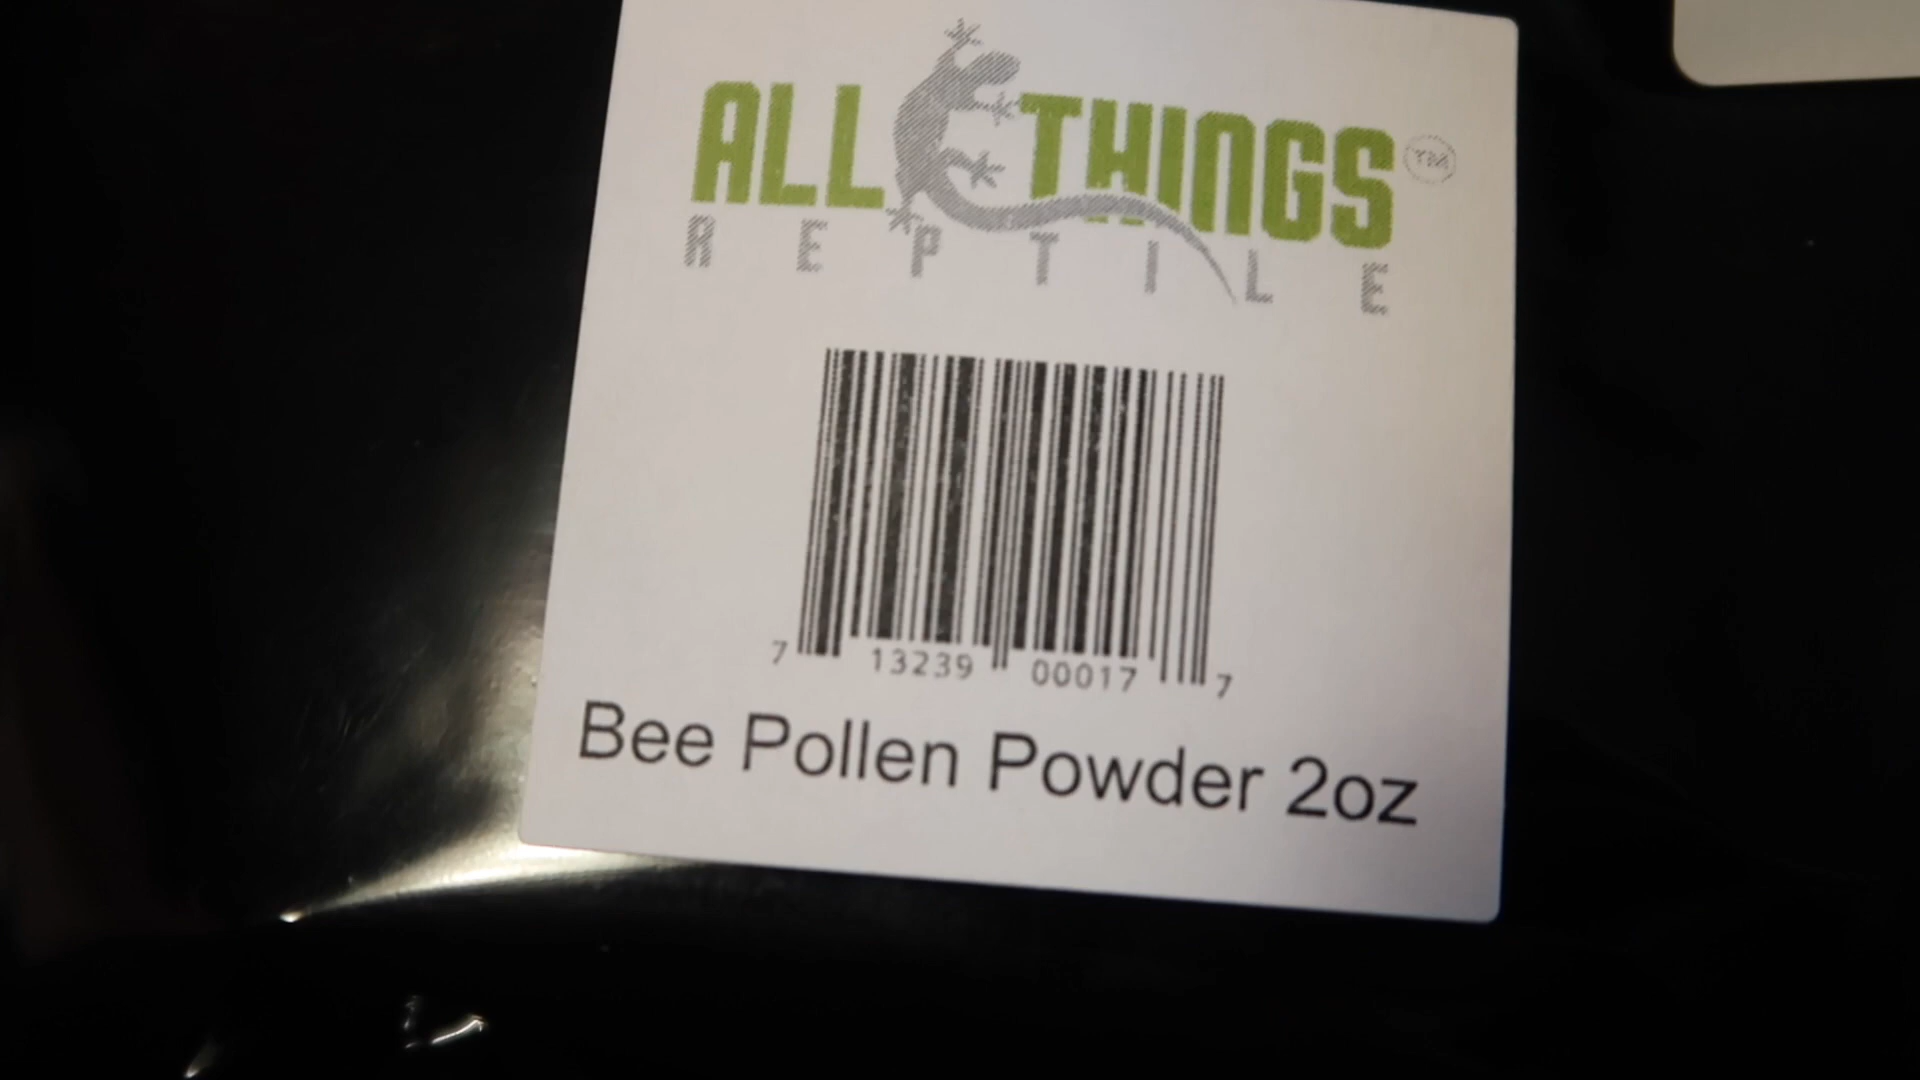 ALL THINGS TM
REPTILE
7 13239 00017 7
Bee Pollen Powder 2oz